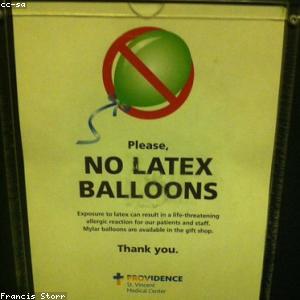 cc-sa
Please,
NO LATEX
BALLOONS
Exposure to latex can result in a life-threatening
allergic reaction for our patients and staff.
Mylar balloons are available in the gift shop.
Thank you.
PROVIDENCE
St. Vincent
Medical Center
Francis Storr